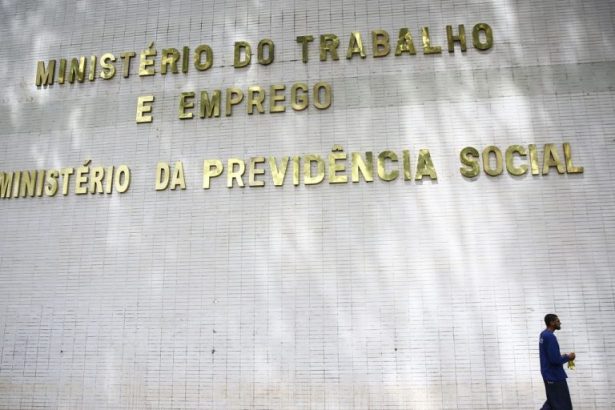 MINISTÉRIO DO TRABALHO
E EMPREGO
MINISTÉRIO DA PREVIDÊNCIA SOCIAL